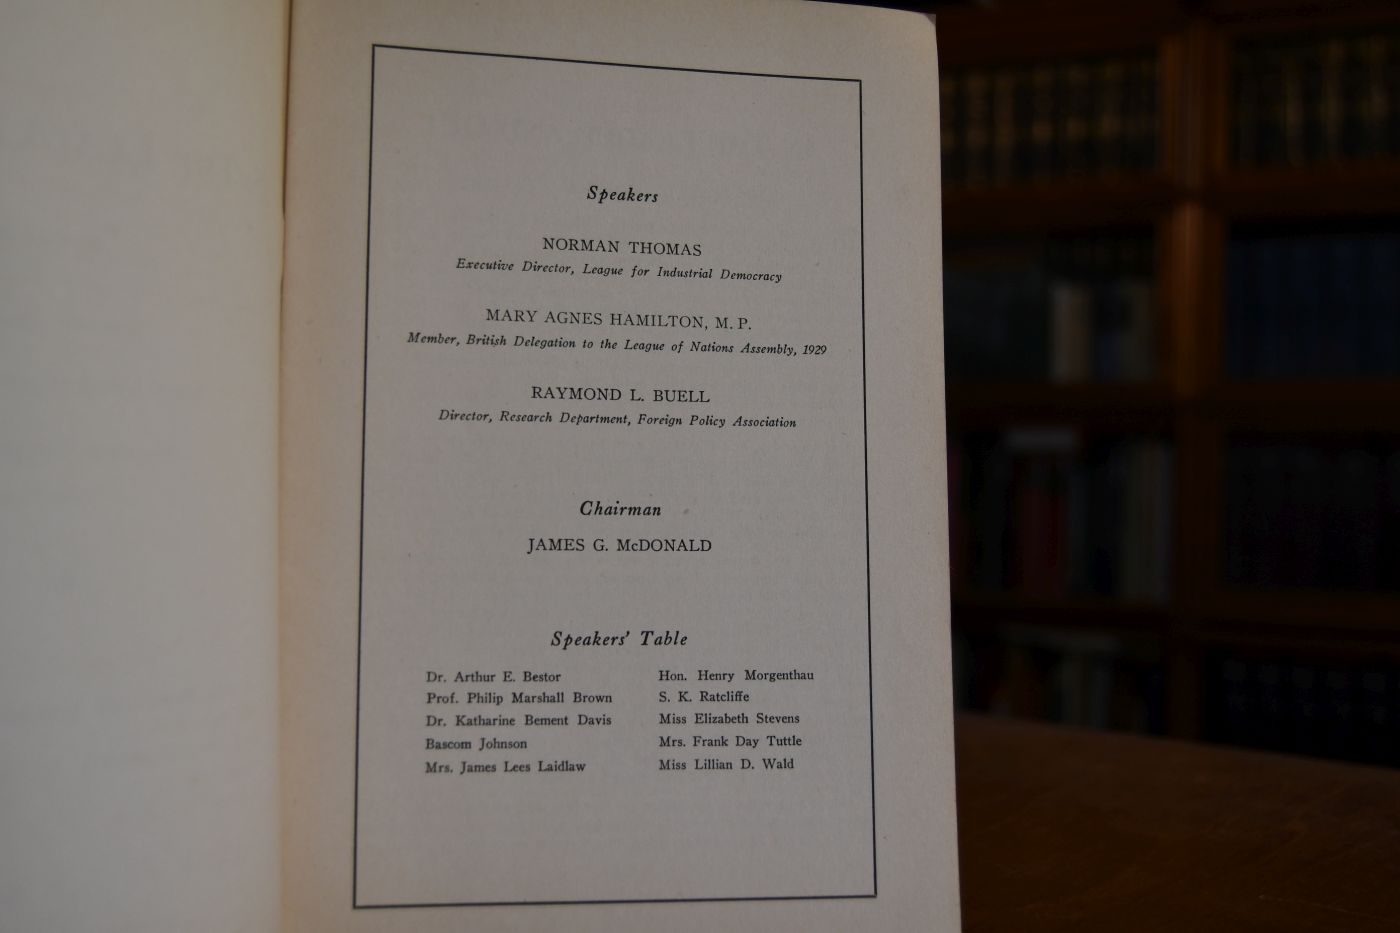 Speakers
NORMAN THOMAS
Executive Director, League for Industrial Democracy
MARY AGNES HAMILTON, M. P.
Member, British Delegation to the League of Nations Assembly, 1929
RAYMOND L. BUELL
Director, Research Department, Foreign Policy Association
Chairman
JAMES G. McDONALD
Speakers' Table
Dr. Arthur E. Bestor
Prof. Philip Marshall Brown
Dr. Katharine Bement Davis
Bascom Johnson
Mrs. James Lees Laidlaw
Hon. Henry Morgenthau
S. K. Ratcliffe
Miss Elizabeth Stevens
Mrs. Frank Day Tuttle
Miss Lillian D. Wald